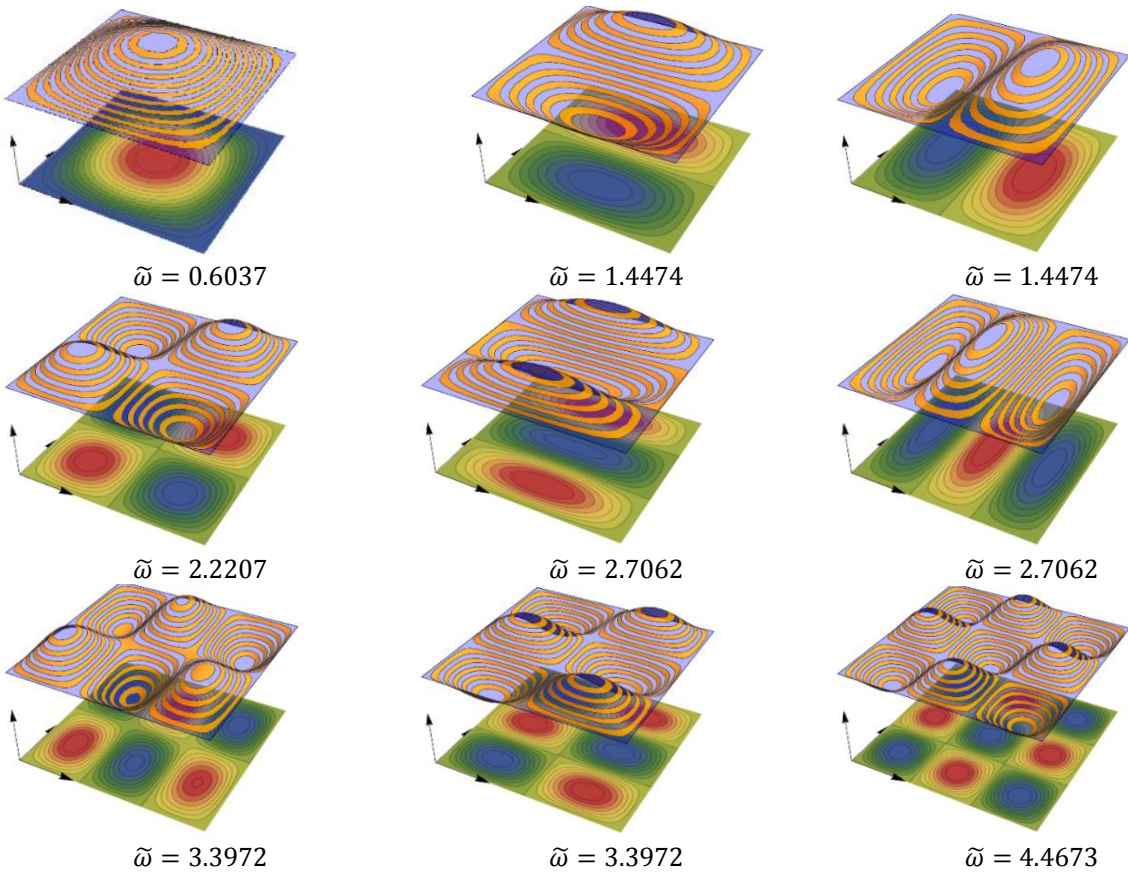 ω̃ = 0.6037
ω̃ = 1.4474
ω̃ = 1.4474
ω̃ = 2.2207
ω̃ = 2.7062
ω̃ = 2.7062
ω̃ = 3.3972
ω̃ = 3.3972
ω̃ = 4.4673